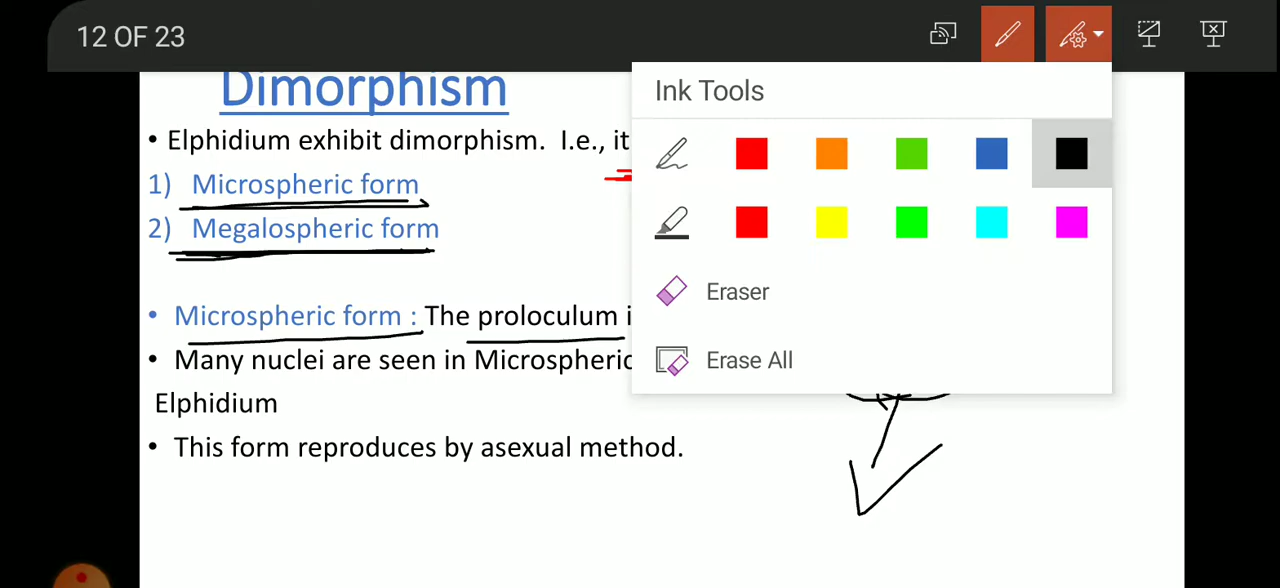 12 OF 23
Ink Tools
Eraser
Erase All
Dimorphism
• Elphidium exhibit dimorphism. I.e., it
1) Microspheric form
2) Megalospheric form
• Microspheric form : The proloculum
• Many nuclei are seen in Microspheric
Elphidium
• This form reproduces by asexual method.